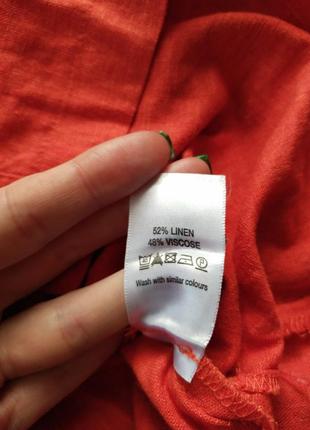 52% LINEN
48% VISCOSE
Wash with similar colours